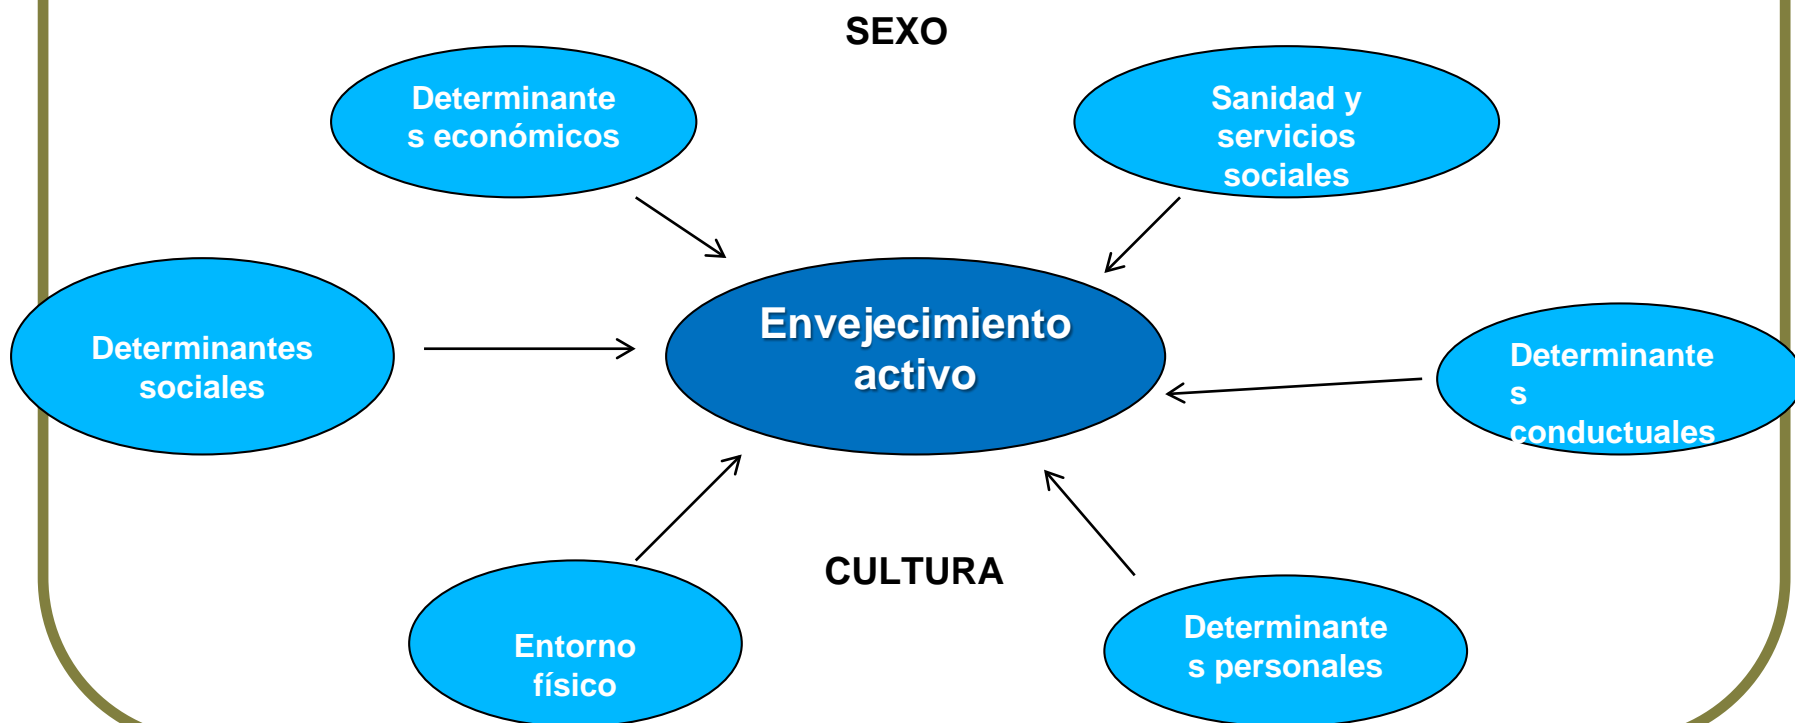 SEXO
Determinante
s económicos
Sanidad y
servicios
sociales
Envejecimiento
activo
Determinantes
sociales
Determinante
s
conductuales
CULTURA
Entorno
físico
Determinante
s personales